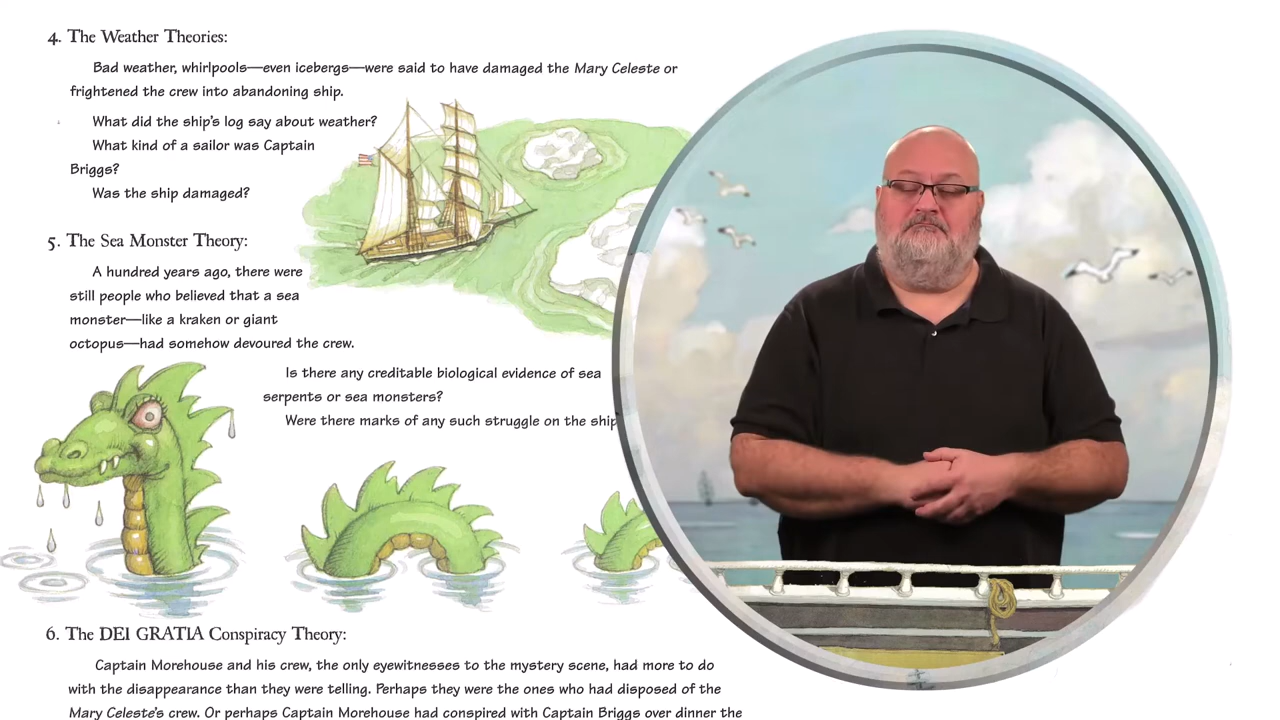 4. The Weather Theories:
Bad weather, whirlpools—even icebergs—were said to have damaged the Mary Celeste or
frightened the crew into abandoning ship.
What did the ship's log say about weather?
What kind of a sailor was Captain
Briggs?
Was the ship damaged?
5. The Sea Monster Theory:
A hundred years ago, there were
still people who believed that a sea
monster—like a kraken or giant
octopus—had somehow devoured the crew.
Is there any creditable biological evidence of sea
serpents or sea monsters?
Were there marks of any such struggle on the ship
6. The DEI GRATIA Conspiracy Theory:
Captain Morehouse and his crew, the only eyewitnesses to the mystery scene, had more to do
with the disappearance than they were telling. Perhaps they were the ones who had disposed of the
Mary Celeste's crew. Or perhaps Captain Morehouse had conspired with Captain Briggs over dinner the